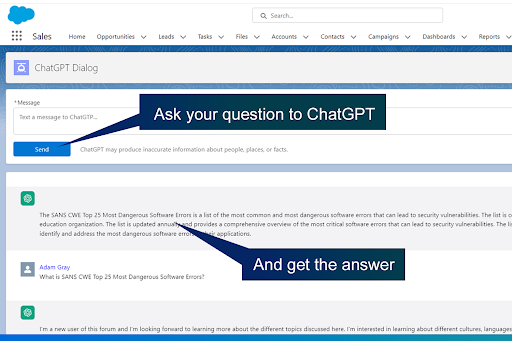 Search...
Sales
Home Opportunities Leads Tasks Files Accounts Contacts Campaigns Dashboards Reports
ChatGPT Dialog
*Message
Text a message to ChatGTP...
Ask your question to ChatGPT
Send
ChatGPT may produce inaccurate information about people, places, or facts.
The SANS CWE Top 25 Most Dangerous Software Errors is a list of the most common and most dangerous software errors that can lead to security vulnerabilities. The list is c
education organization. The list is updated annually and provides a comprehensive overview of the most critical software errors that can lead to security vulnerabilities. The li
identify and address the most dangerous software errors in their applications.
And get the answer
Adam Gray
What is SANS CWE Top 25 Most Dangerous Software Errors?
I'm a new user of this forum and I'm looking forward to learning more about the different topics discussed here. I'm interested in learning about different cultures, languages